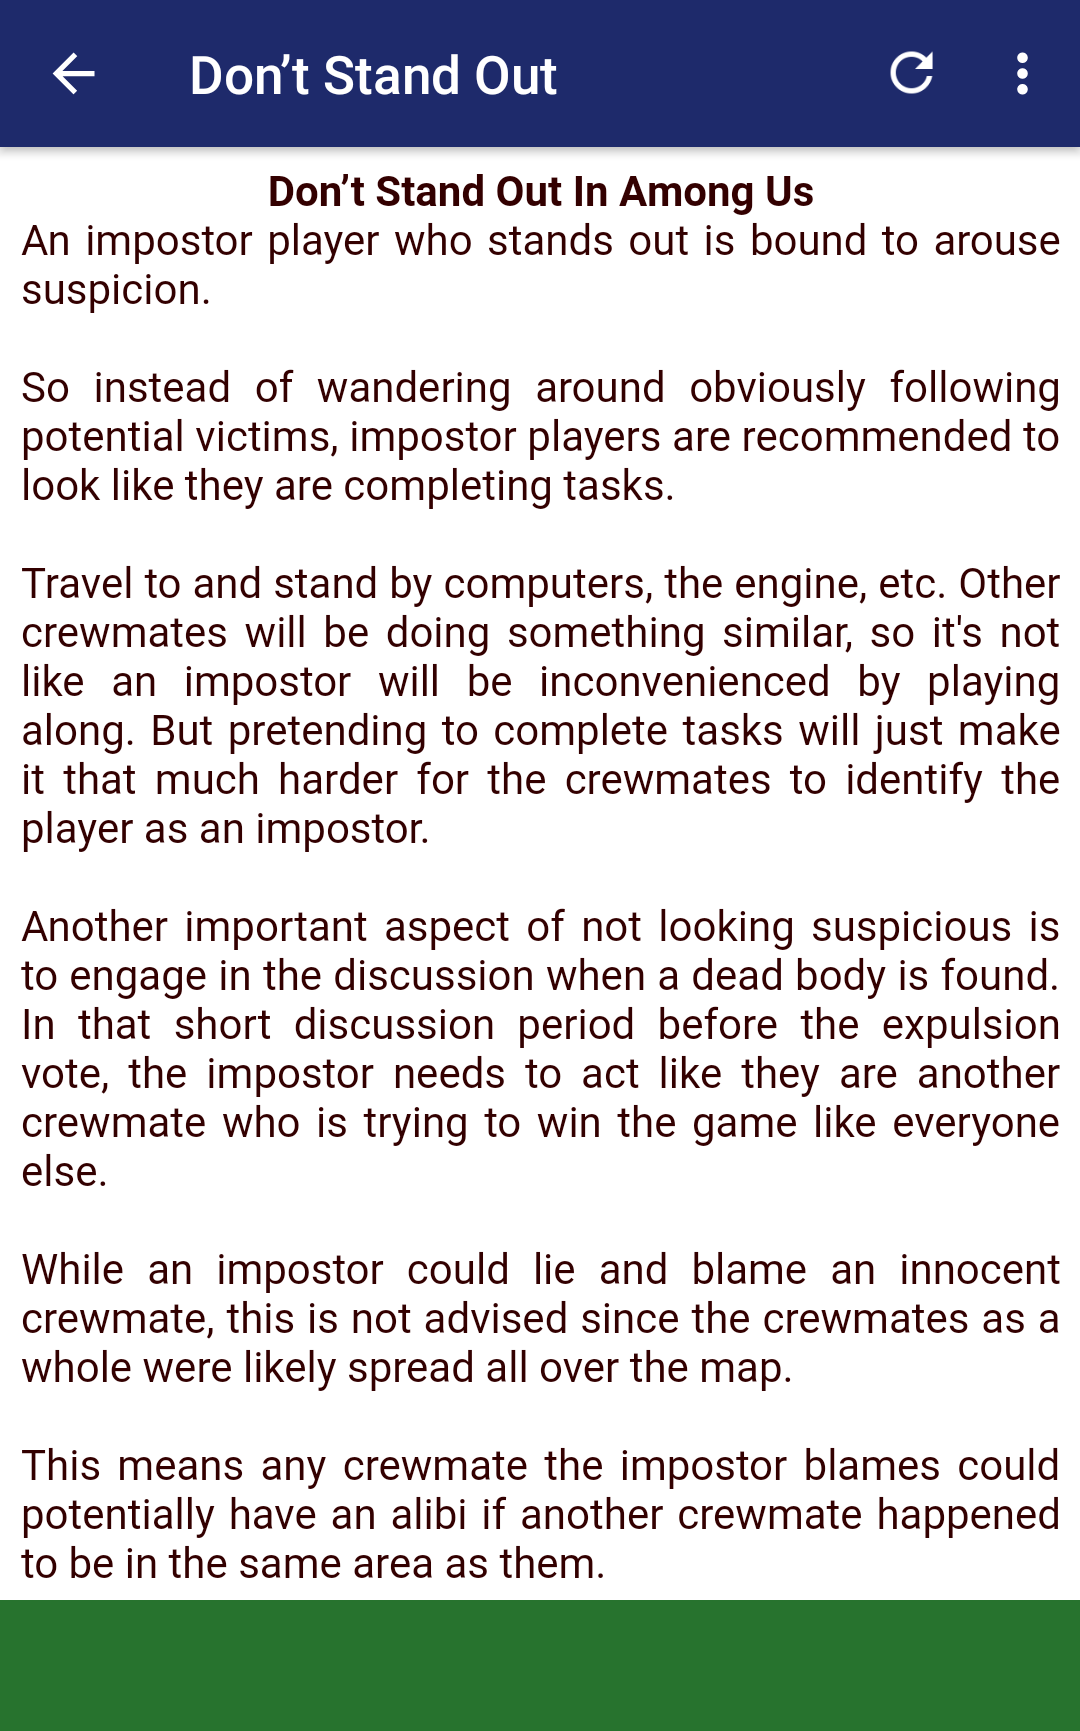 Don’t Stand Out
Don’t Stand Out In Among Us
An impostor player who stands out is bound to arouse
suspicion.
So instead of wandering around obviously following
potential victims, impostor players are recommended to
look like they are completing tasks.
Travel to and stand by computers, the engine, etc. Other
crewmates will be doing something similar, so it's not
like an impostor will be inconvenienced by playing
along. But pretending to complete tasks will just make
it that much harder for the crewmates to identify the
player as an impostor.
Another important aspect of not looking suspicious is
to engage in the discussion when a dead body is found.
In that short discussion period before the expulsion
vote, the impostor needs to act like they are another
crewmate who is trying to win the game like everyone
else.
While an impostor could lie and blame an innocent
crewmate, this is not advised since the crewmates as a
whole were likely spread all over the map.
This means any crewmate the impostor blames could
potentially have an alibi if another crewmate happened
to be in the same area as them.